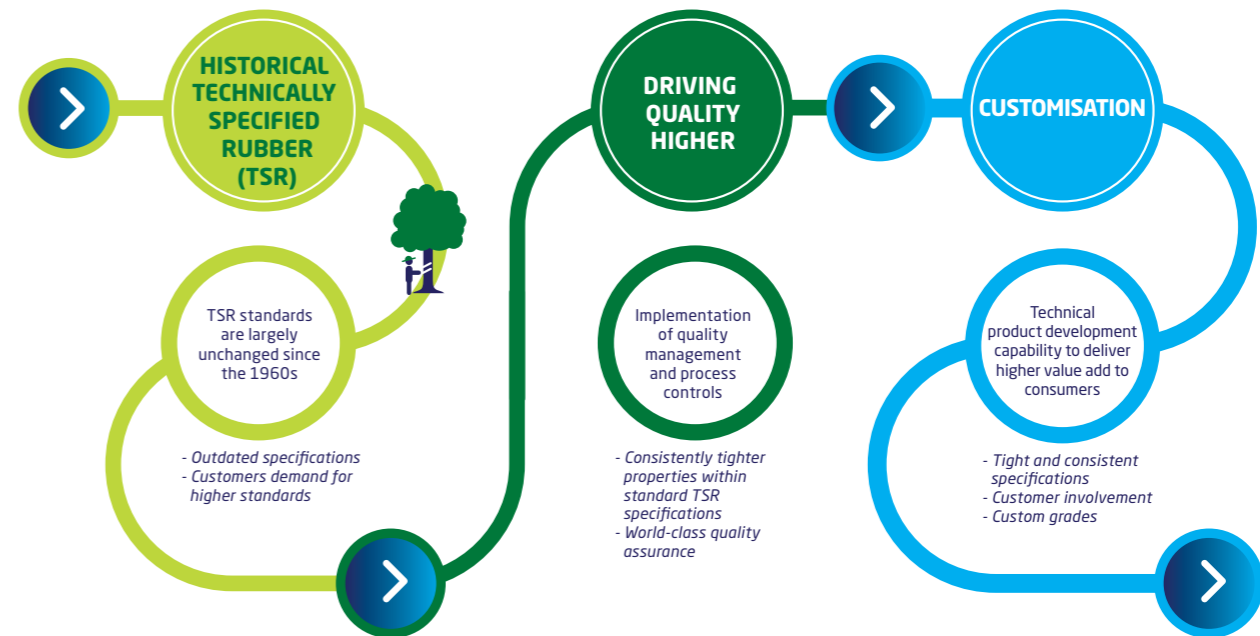 HISTORICAL
TECHNICALLY
SPECIFIED
RUBBER
(TSR)
TSR standards
are largely
unchanged since
the 1960s
- Outdated specifications
- Customers demand for
higher standards
DRIVING
QUALITY
HIGHER
Implementation
of quality
management
and process
controls
- Consistently tighter
properties within
standard TSR
specifications
- World-class quality
assurance
CUSTOMISATION
Technical
product development
capability to deliver
higher value add to
consumers
- Tight and consistent
specifications
- Customer involvement
- Custom grades